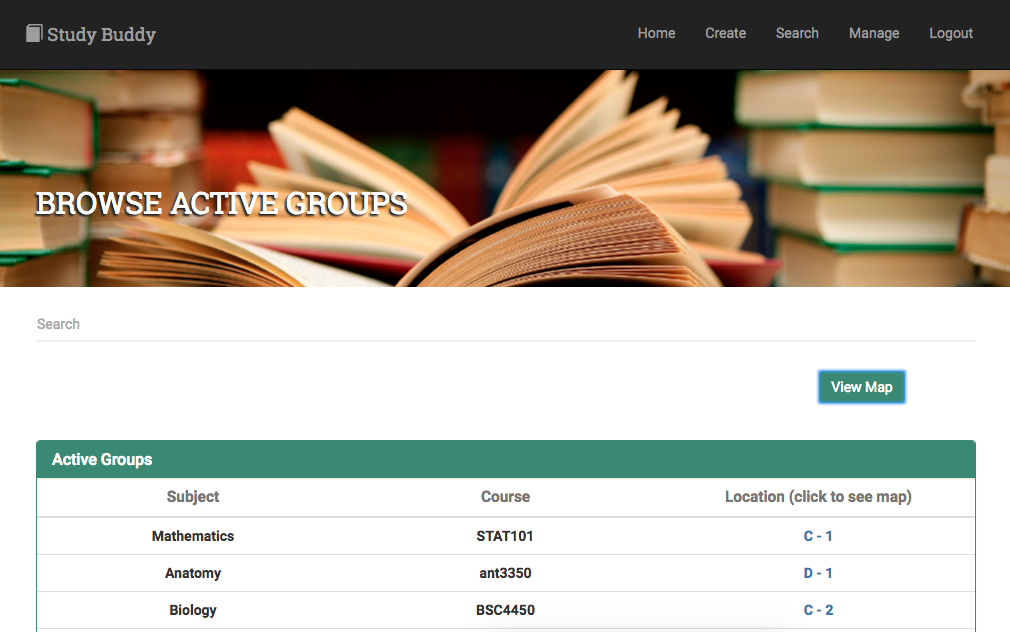 Study Buddy Home Create Search Manage Logout
BROWSE ACTIVE GROUPS
Search
View Map
Active Groups
Subject Course Location (click to see map)
Mathematics STAT101 C - 1
Anatomy ant3350 D - 1
Biology BSC4450 C - 2